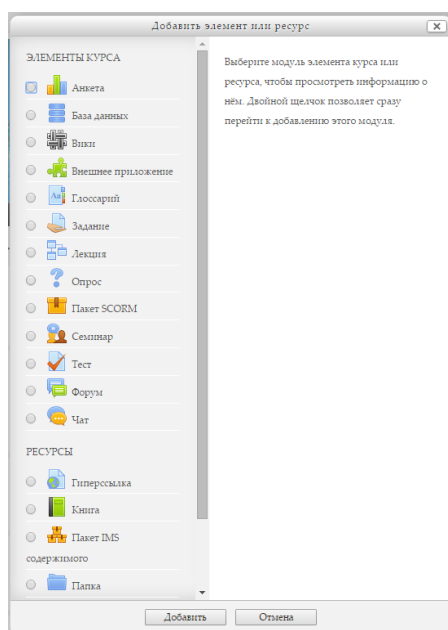 Добавить элемент или ресурс
ЭЛЕМЕНТЫ КУРСА
Анкета
База данных
Вики
Внешнее приложение
Глоссарий
Задание
Лекция
Опрос
Пакет SCORM
Семинар
Тест
Форум
Чат
РЕСУРСЫ
Гиперссылка
Книга
Пакет IMS
содержимого
Папка
Выберите модуль элемента курса или
ресурса, чтобы просмотреть информацию о
нём. Двойной щелчок позволяет сразу
перейти к добавлению этого модуля.
Добавить
Отмена